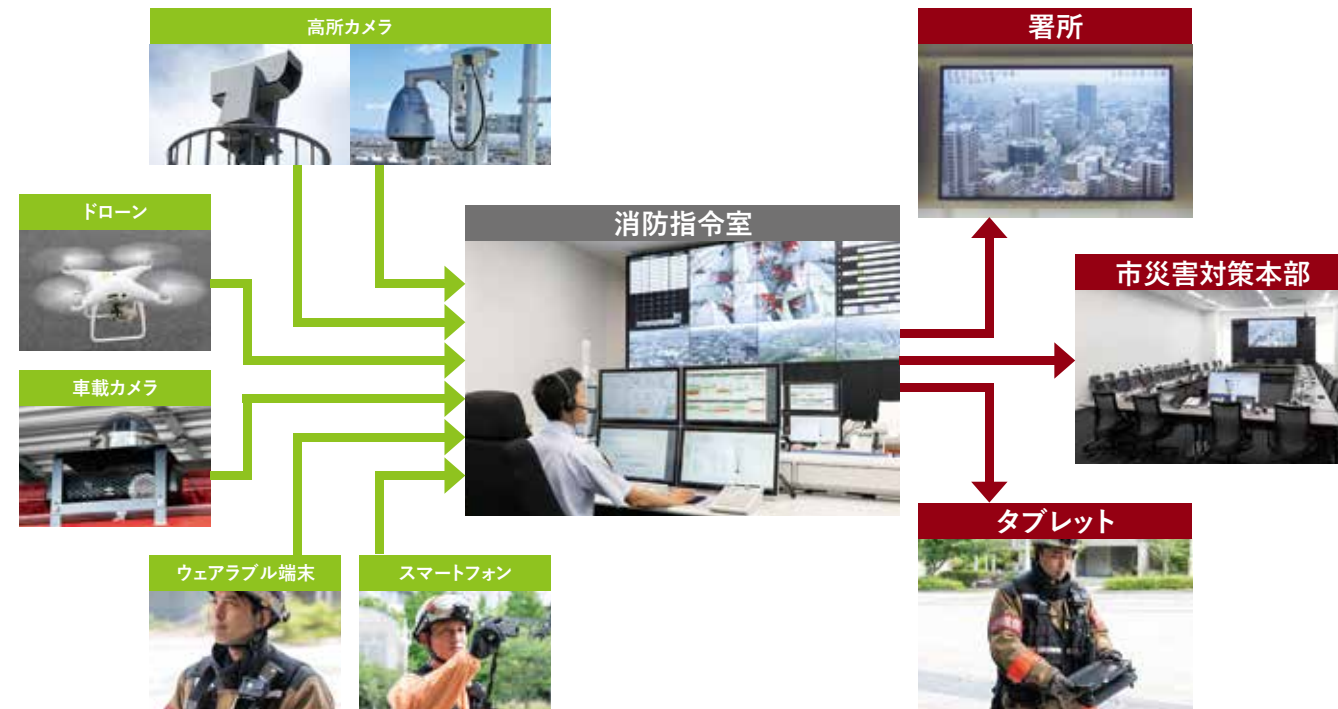 高所カメラ
署所
ドローン
消防指令室
市災害対策本部
車載カメラ
タブレット
ウェアラブル端末
スマートフォン